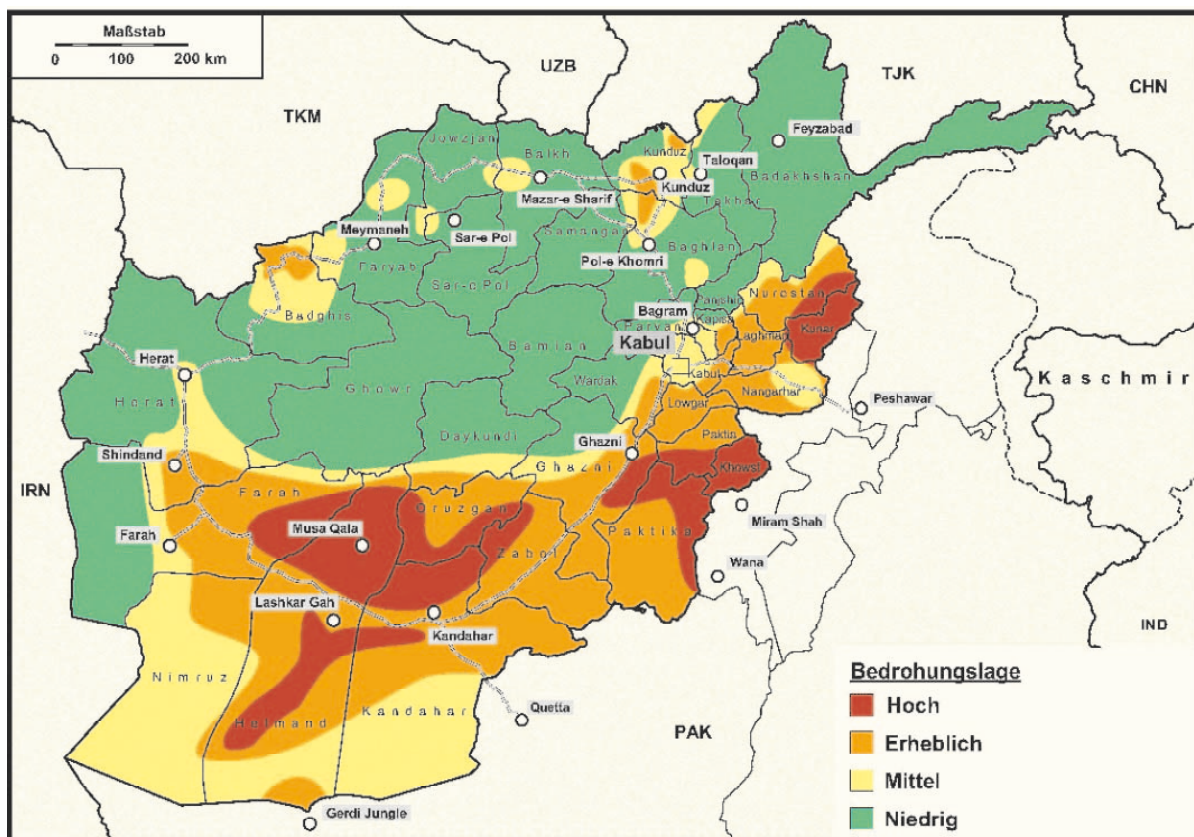 Maßstab
0 100 200 km
UZB
TJK
CHN
TKM
Feyzabad
Jowzjan
Balkh
Kunduz
Taloqan
Badakhshan
Mazar-e Sharif
Kunduz
Takhar
Meymaneh
Sar-e Pol
Samangan
Baghlan
Pol-e Khomri
Faryab
Sar-e Pol
Nurostan
Panjshir
Badghis
Bagram
Kapisa
Kunar
Parvan
Laghman
Bamian
Kabul
Herat
Kabul
Kaschmir
Wardak
Nangarhar
Ghowr
Herat
Lowgar
Peshawar
Daykundi
Ghazni
Paktia
Shindand
Ghazni
Khowst
IRN
Farah
Oruzgan
Miram Shah
Musa Qala
Paktika
Farah
Zabol
Wana
Lashkar Gah
IND
Kandahar
Nimruz
Bedrohungslage
Hoch
Helmand
Kandahar
Quetta
PAK
Erheblich
Mittel
Gerdi Jungle
Niedrig